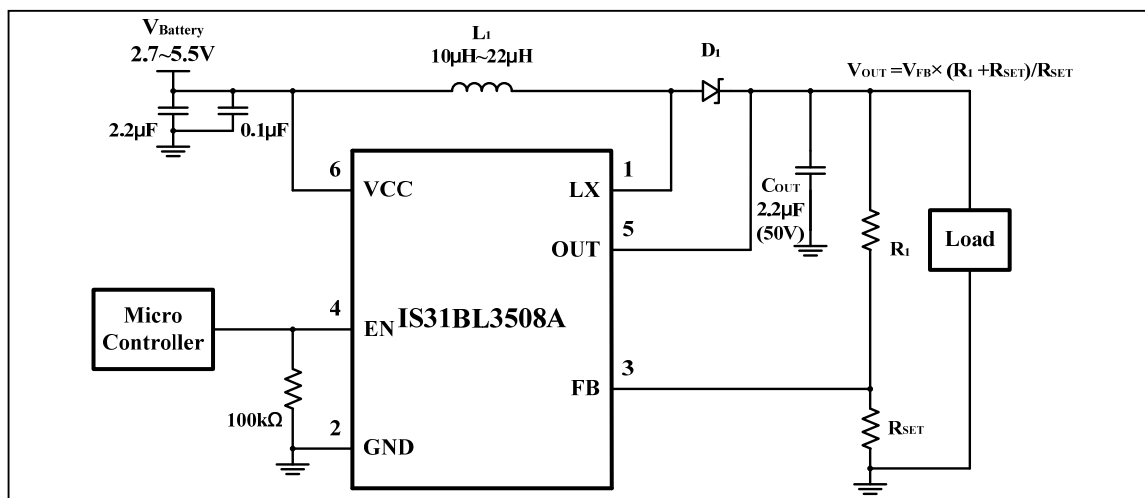 VBattery
2.7~5.5V
2.2µF
0.1µF
L1
10µH~22µH
D1
VOUT =VFB× (R1 +RSET)/RSET
6
VCC
1
LX
COUT
2.2µF
(50V)
5
OUT
R1
Load
Micro
Controller
4
EN
IS31BL3508A
3
FB
100kΩ
2
GND
RSET